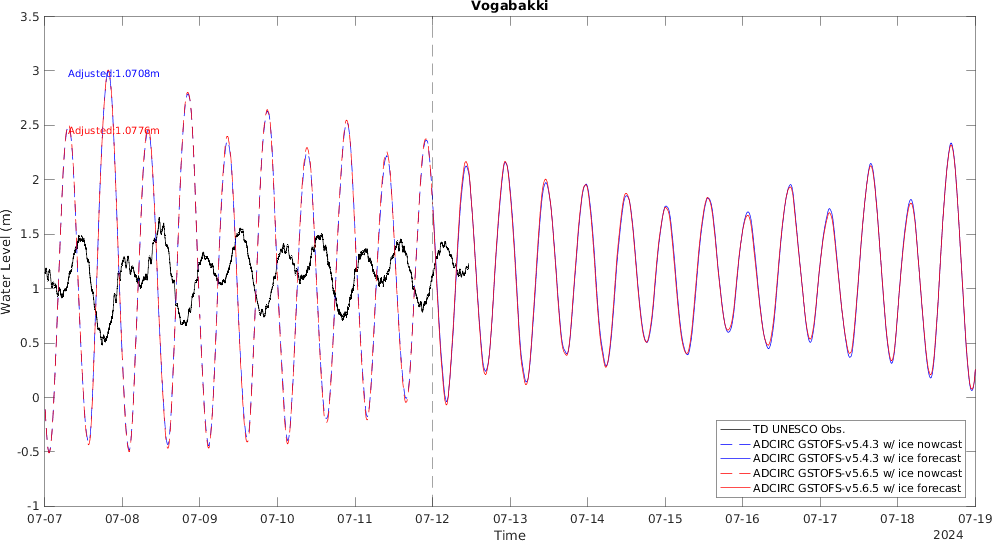 Vogabakki
3.5
3
2.5
2
1.5
1
0.5
0
-0.5
-1
Water Level (m)
Adjusted:1.0708m
Adjusted:1.0776m
TD UNESCO Obs.
ADCIRC GSTOFS-v5.4.3 w/ ice nowcast
ADCIRC GSTOFS-v5.4.3 w/ ice forecast
ADCIRC GSTOFS-v5.6.5 w/ ice nowcast
ADCIRC GSTOFS-v5.6.5 w/ ice forecast
07-07 07-08 07-09 07-10 07-11 07-12 07-13 07-14 07-15 07-16 07-17 07-18 07-19
Time
2024